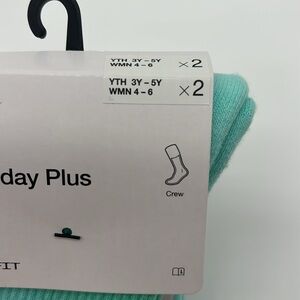 YTH 3Y – 5Y
WMN 4 – 6 ×2
YTH 3Y – 5Y
WMN 4 – 6 ×2
day Plus
Crew
FIT